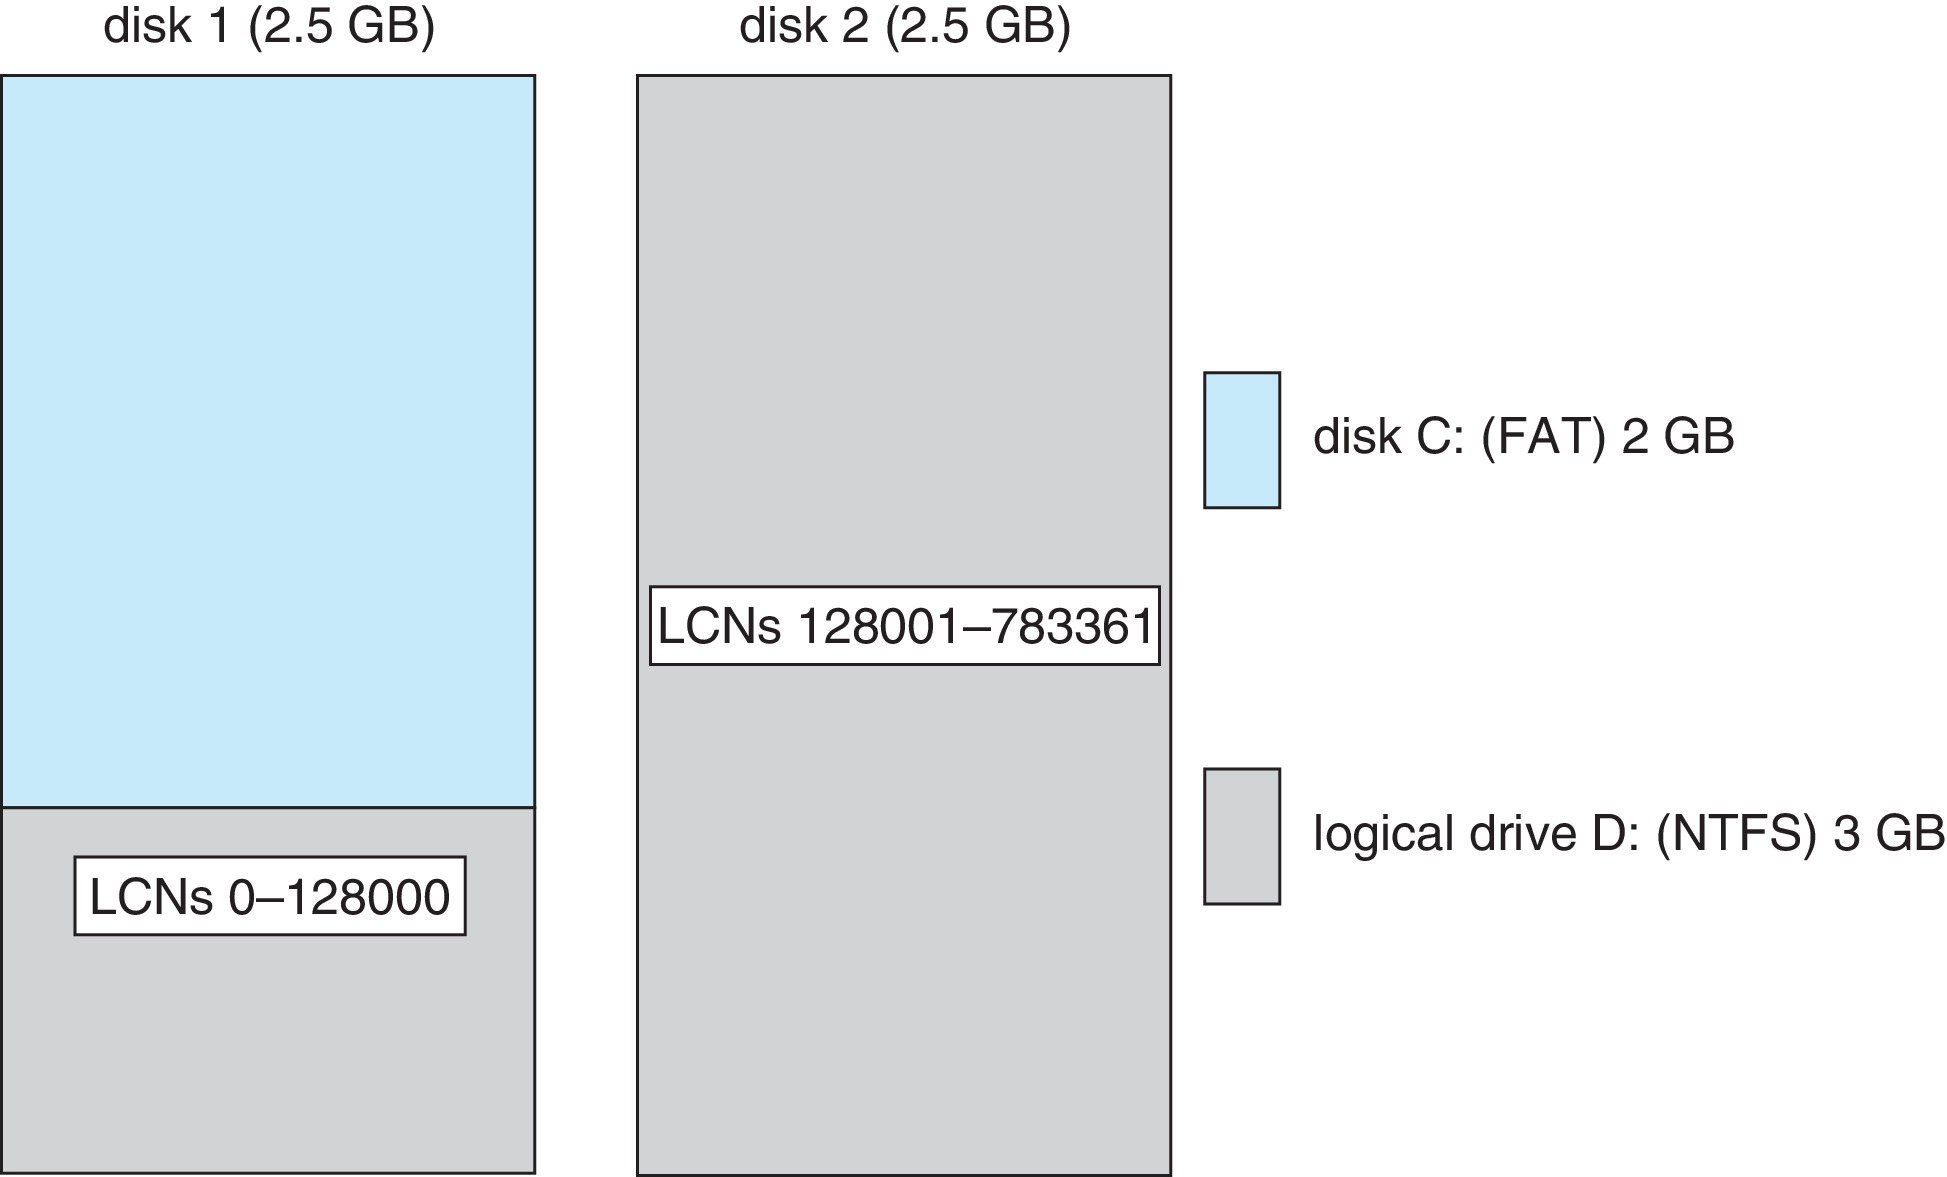 disk 1 (2.5 GB)
disk 2 (2.5 GB)
disk C: (FAT) 2 GB
LCNs 128001–783361
logical drive D: (NTFS) 3 GB
LCNs 0–128000